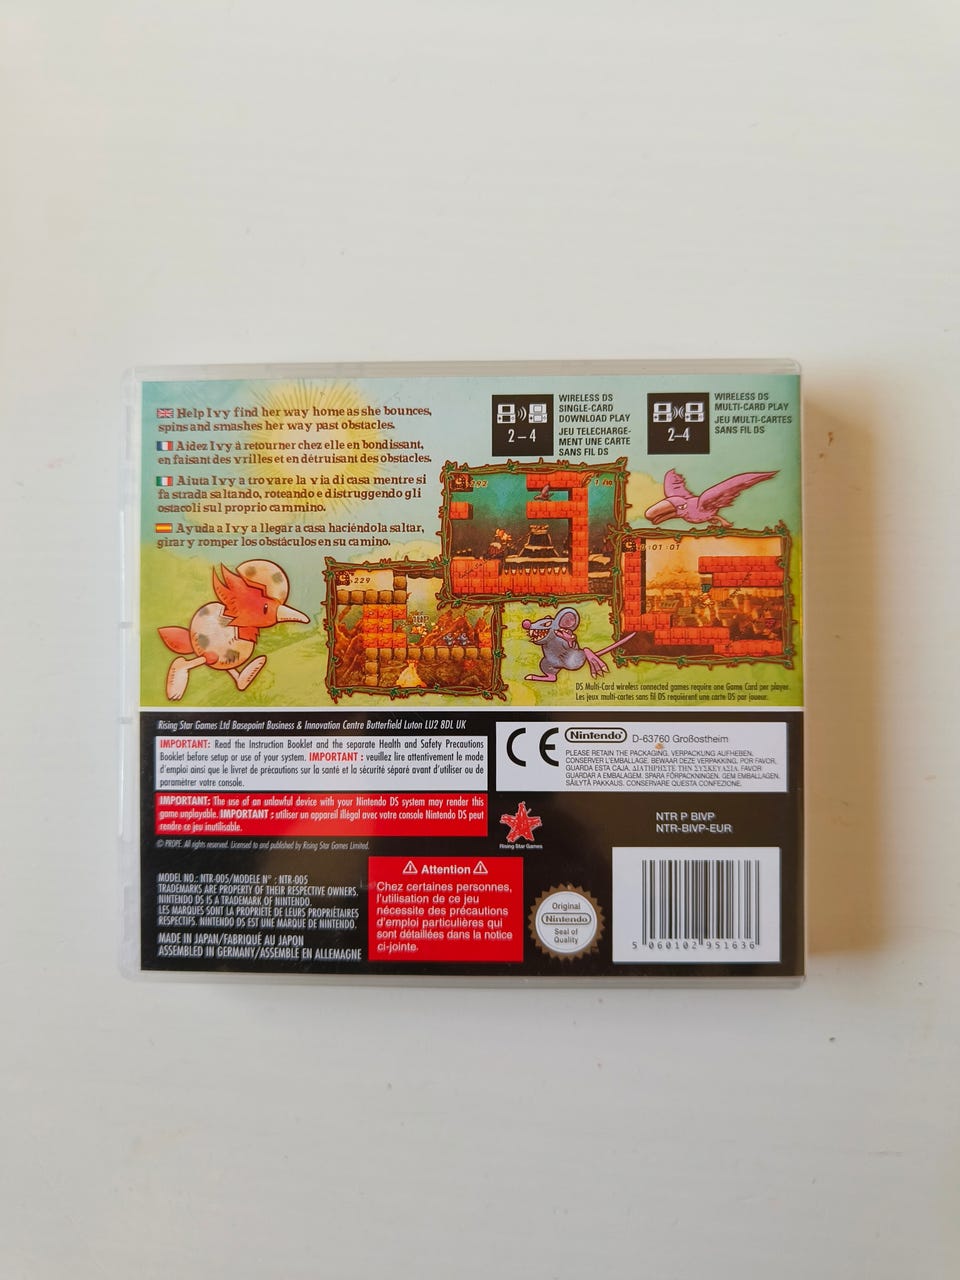 Help Ivy find her way home as she bounces,
spins and smashes her way past obstacles.
Aidez Ivy à retourner chez elle en bondissant,
en faisant des vrilles et en détruisant des obstacles.
Aiuta Ivy a trovare la via di casa mentre si
fa strada saltando, roteando e distruggendo gli
ostacoli sul proprio cammino.
Ayuda a Ivy a llegar a casa haciéndola saltar,
girar y romper los obstáculos en su camino.
2-4
WIRELESS DS
SINGLE-CARD
DOWNLOAD PLAY
JEU TELECHARGE-
MENT UNE CARTE
SANS FIL DS
2-4
WIRELESS DS
MULTI-CARD PLAY
JEU MULTI-CARTES
SANS FIL DS
292
:01:01
229
1UP
DS Multi-Card wireless connected games require one Game Card per player.
Les jeux multi-cartes sans fil DS requièrent une carte DS par joueur.
Rising Star Games Ltd Basepoint Business & Innovation Centre Butterfield Luton LU2 8DL UK
IMPORTANT: Read the Instruction Booklet and the separate Health and Safety Precautions
Booklet before setup or use of your system. IMPORTANT : veuillez lire attentivement le mode
d'emploi ainsi que le livret de précautions sur la santé et la sécurité séparé avant d'utiliser ou de
paramétrer votre console.
IMPORTANT: The use of an unlawful device with your Nintendo DS system may render this
game unplayable. IMPORTANT : utiliser un appareil illégal avec votre console Nintendo DS peut
rendre ce jeu inutilisable.
© PROPE. All rights reserved. Licensed to and published by Rising Star Games Limited.
CE
Nintendo
D-63760 Großostheim
PLEASE RETAIN THE PACKAGING. VERPACKUNG AUFHEBEN.
CONSERVER L'EMBALLAGE. BEWAAR DEZE VERPAKKING. POR FAVOR,
GUARDA ESTA CAJA. ΔΙΑΤΗΡΗΣΤΕ ΤΗΝ ΣΥΣΚΕΥΑΣΙΑ. FAVOR
GUARDAR A EMBALAGEM. SPARA FÖRPACKNINGEN. GEM EMBALLAGEN.
SÄILYTÄ PAKKAUS. CONSERVARE QUESTA CONFEZIONE.
Rising Star Games
NTR P BIVP
NTR-BIVP-EUR
MODEL NO.: NTR-005/MODELE N° : NTR-005
TRADEMARKS ARE PROPERTY OF THEIR RESPECTIVE OWNERS.
NINTENDO DS IS A TRADEMARK OF NINTENDO.
LES MARQUES SONT LA PROPRIETE DE LEURS PROPRIÉTAIRES
RESPECTIFS. NINTENDO DS EST UNE MARQUE DE NINTENDO.
MADE IN JAPAN/FABRIQUÉ AU JAPON
ASSEMBLED IN GERMANY/ASSEMBLE EN ALLEMAGNE
Attention
Chez certaines personnes,
l'utilisation de ce jeu
nécessite des précautions
d'emploi particulières qui
sont détaillées dans la notice
ci-jointe.
Original
Nintendo
Seal of
Quality
5 060102 951636